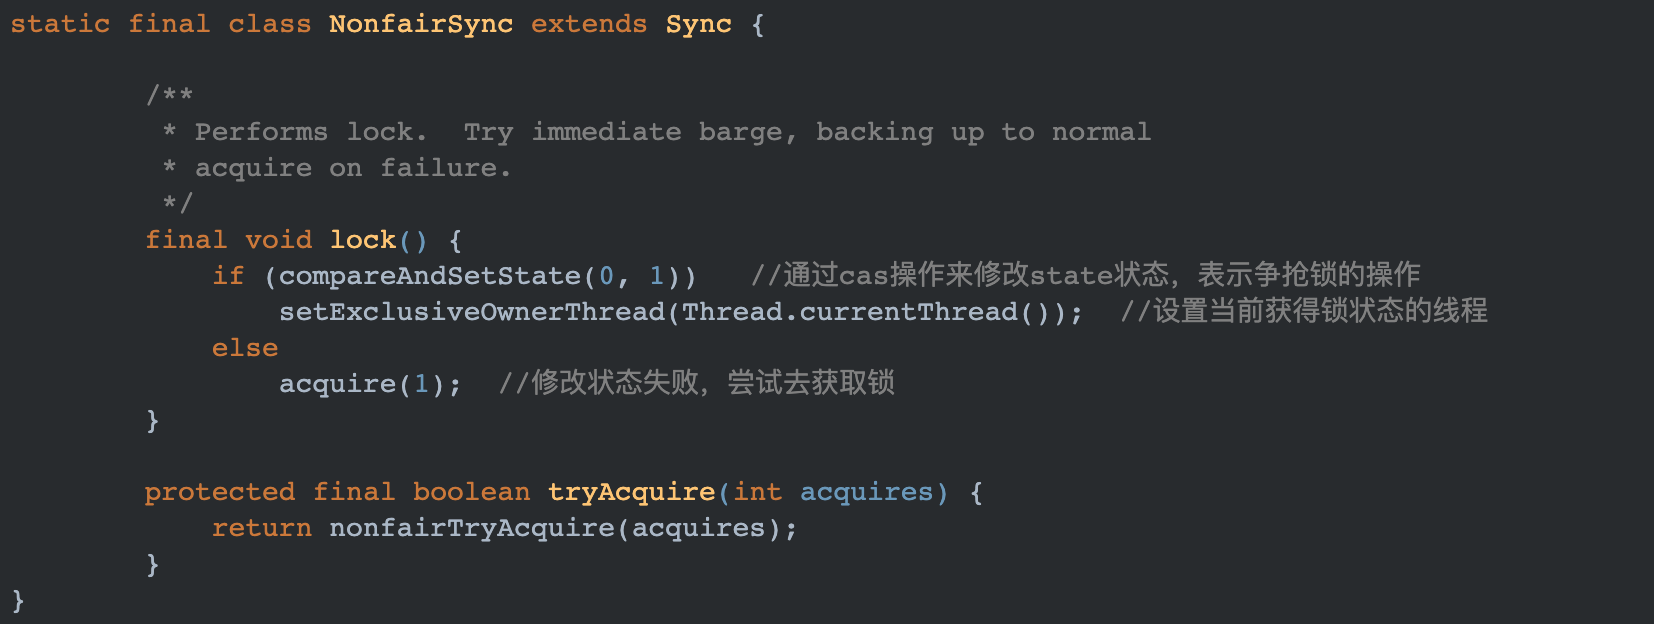 static final class NonfairSync extends Sync {
/**
* Performs lock.  Try immediate barge, backing up to normal
* acquire on failure.
*/
final void lock() {
if (compareAndSetState(0, 1))   //通过cas操作来修改state状态，表示争抢锁的操作
setExclusiveOwnerThread(Thread.currentThread());  //设置当前获得锁状态的线程
else
acquire(1);  //修改状态失败，尝试去获取锁
}
protected final boolean tryAcquire(int acquires) {
return nonfairTryAcquire(acquires);
}
}